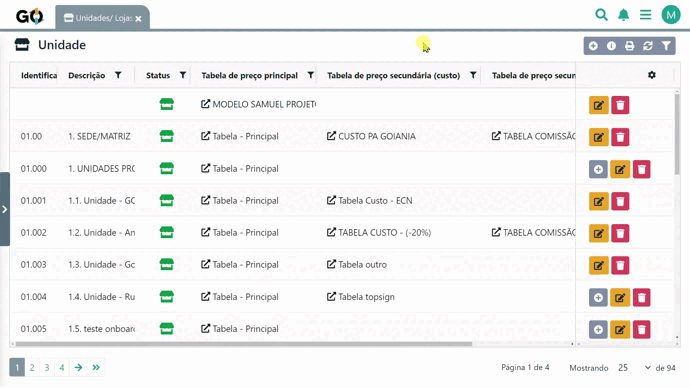 GO
Unidades/ Lojas
M
Unidade
Identifica Descrição Status Tabela de preço principal Tabela de preço secundária (custo) Tabela de preço secun
MODELO SAMUEL PROJET
01.00 1. SEDE/MATRIZ Tabela - Principal CUSTO PA GOIANIA TABELA COMISSÃO
01.000 1. UNIDADES PRO Tabela - Principal
01.001 1.1. Unidade - GO Tabela - Principal Tabela Custo - ECN
01.002 1.2. Unidade - An Tabela - Principal TABELA CUSTO - (-20%) TABELA COMISSÃO
01.003 1.3. Unidade - Go Tabela - Principal Tabela outro
01.004 1.4. Unidade - Ru Tabela - Principal Tabela topsign
01.005 1.5. teste onboard Tabela - Principal
1 2 3 4 Página 1 de 4 Mostrando 25 de 94